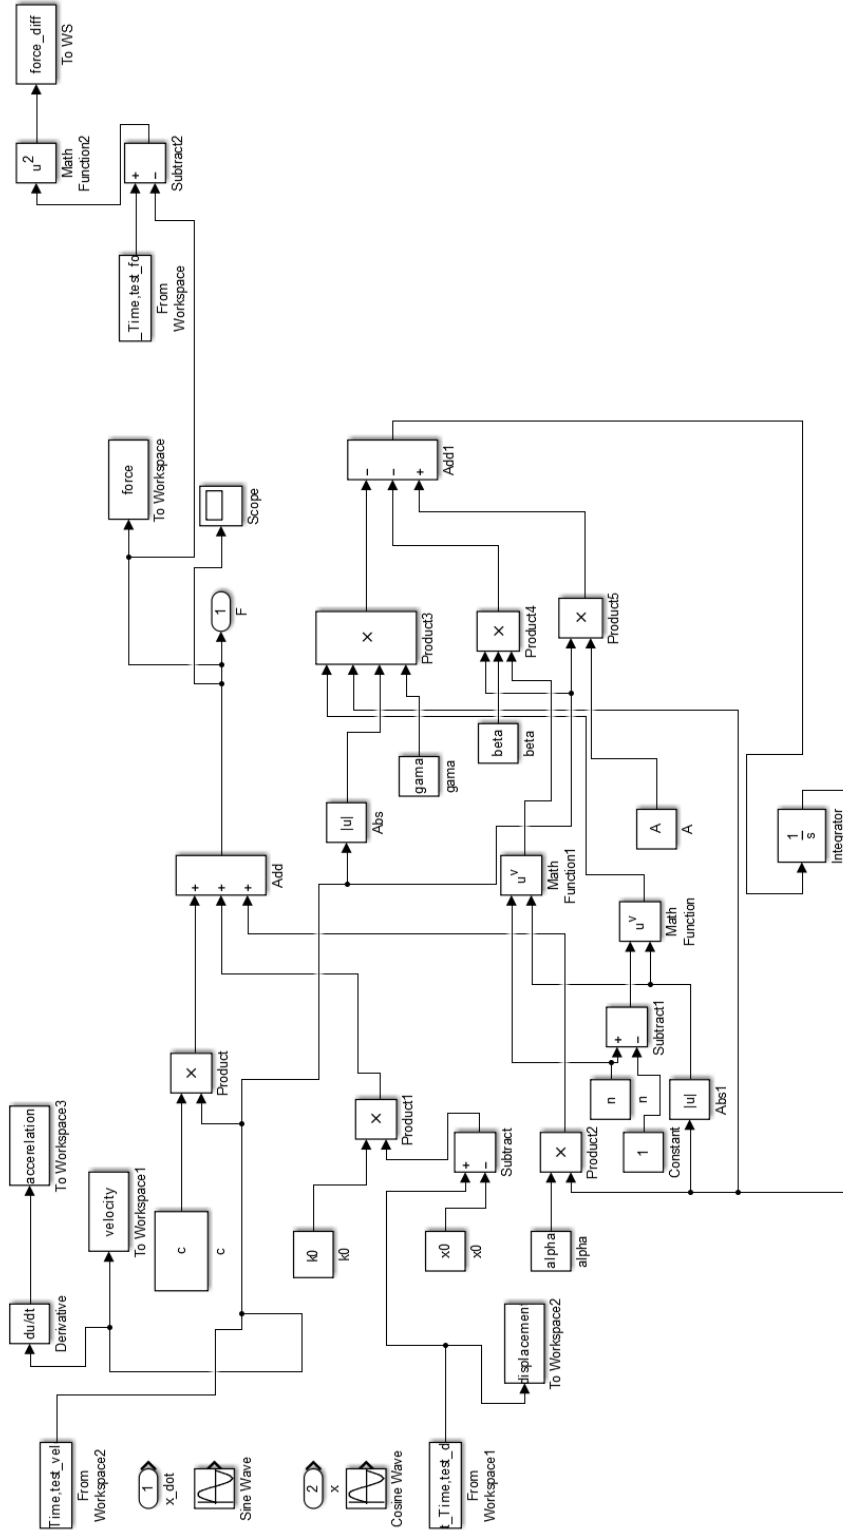 Time,test_vel
From
Workspace2
1
x_dot
Sine Wave
2
x
Cosine Wave
t_Time,test_d
From
Workspace1
du/dt
Derivative
accerelation
To Workspace3
velocity
To Workspace1
c
c
×
Product
k0
k0
×
Product1
+
−
Subtract
x0
x0
alpha
alpha
×
Product2
displacement
To Workspace2
n
n
1
Constant
+
−
Subtract1
|u|
Abs1
u^v
Math
Function
u^v
Math
Function1
+
+
+
Add
|u|
Abs
gama
gama
beta
beta
A
A
×
Product3
×
Product4
×
Product5
−
−
+
Add1
1
s
Integrator
1
F
Scope
force
To Workspace
_Time,test_fo
From
Workspace
+
−
Subtract2
u^2
Math
Function2
force_diff
To WS